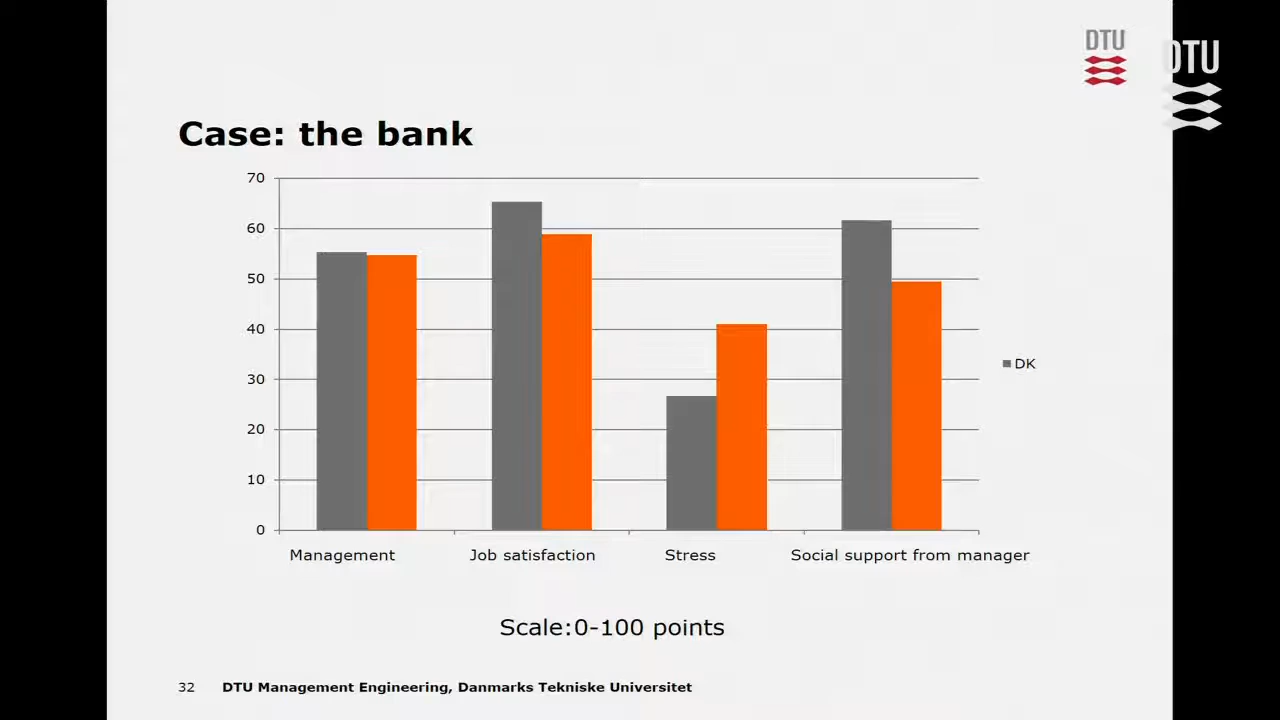 DTU
DTU
Case: the bank
70
60
50
40
30
20
10
0
DK
Management
Job satisfaction
Stress
Social support from manager
Scale:0-100 points
32
DTU Management Engineering, Danmarks Tekniske Universitet